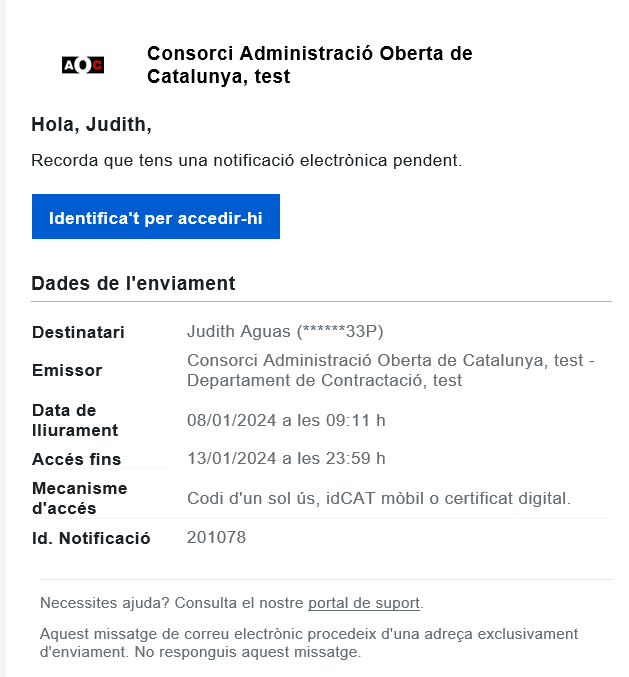 AOC
Consorci Administració Oberta de
Catalunya, test
Hola, Judith,
Recorda que tens una notificació electrònica pendent.
Identifica't per accedir-hi
Dades de l'enviament
Destinatari
Judith Aguas (******33P)
Emissor
Consorci Administració Oberta de Catalunya, test -
Departament de Contractació, test
Data de
lliurament
08/01/2024 a les 09:11 h
Accés fins
13/01/2024 a les 23:59 h
Mecanisme
d'accés
Codi d'un sol ús, idCAT mòbil o certificat digital.
Id. Notificació
201078
Necessites ajuda? Consulta el nostre portal de suport.
Aquest missatge de correu electrònic procedeix d'una adreça exclusivament
d'enviament. No responguis aquest missatge.